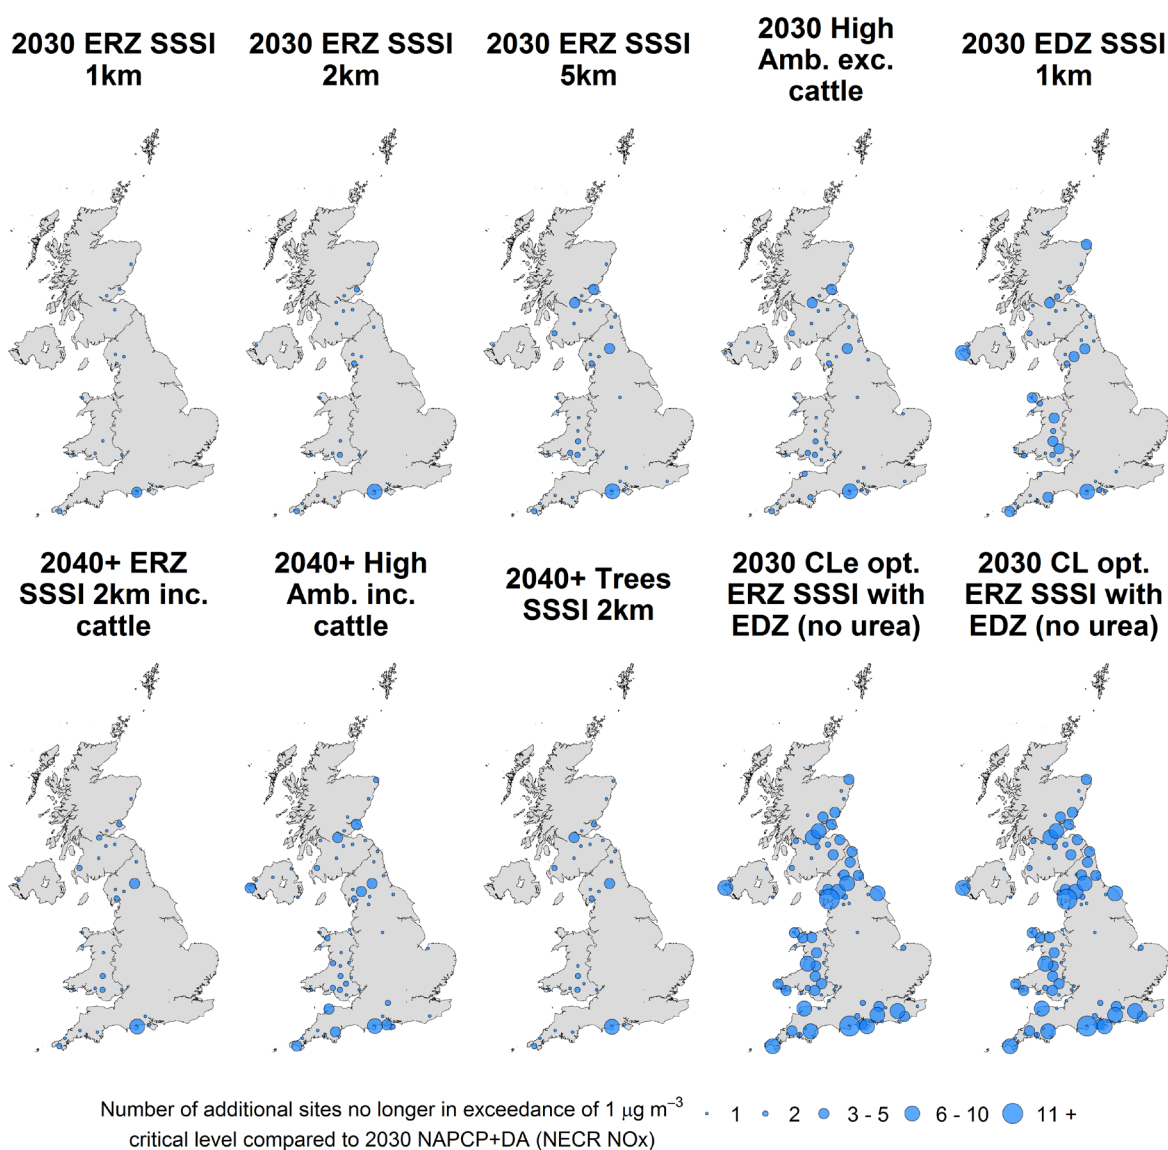 2030 ERZ SSSI
1km
2030 ERZ SSSI
2km
2030 ERZ SSSI
5km
2030 High
Amb. exc.
cattle
2030 EDZ SSSI
1km
2040+ ERZ
SSSI 2km inc.
cattle
2040+ High
Amb. inc.
cattle
2040+ Trees
SSSI 2km
2030 CLe opt.
ERZ SSSI with
EDZ (no urea)
2030 CL opt.
ERZ SSSI with
EDZ (no urea)
Number of additional sites no longer in exceedance of 1 μg m⁻³
critical level compared to 2030 NAPCP+DA (NECR NOx)
1 2 3 - 5 6 - 10 11 +